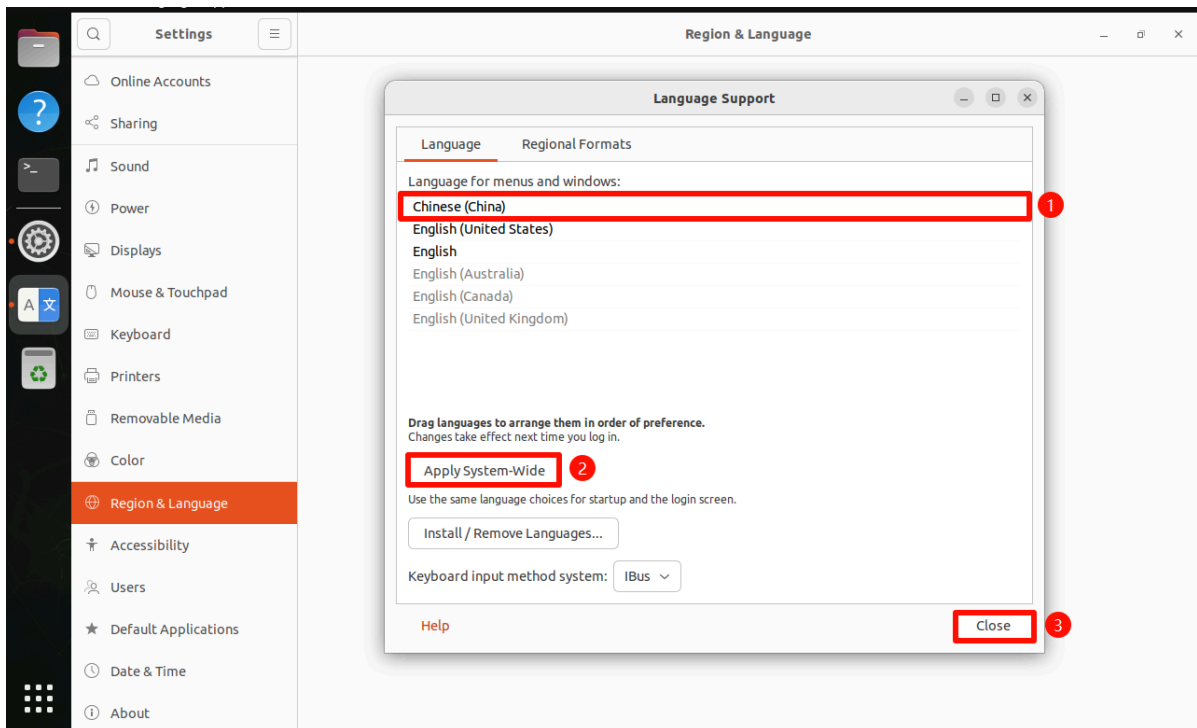 Settings
Region & Language
Online Accounts
Sharing
Sound
Power
Displays
Mouse & Touchpad
Keyboard
Printers
Removable Media
Color
Region & Language
Accessibility
Users
Default Applications
Date & Time
About
Language Support
Language
Regional Formats
Language for menus and windows:
Chinese (China)
1
English (United States)
English
English (Australia)
English (Canada)
English (United Kingdom)
Drag languages to arrange them in order of preference.
Changes take effect next time you log in.
Apply System-Wide
2
Use the same language choices for startup and the login screen.
Install / Remove Languages...
Keyboard input method system:
IBus
Help
Close
3
?
>_
A 文